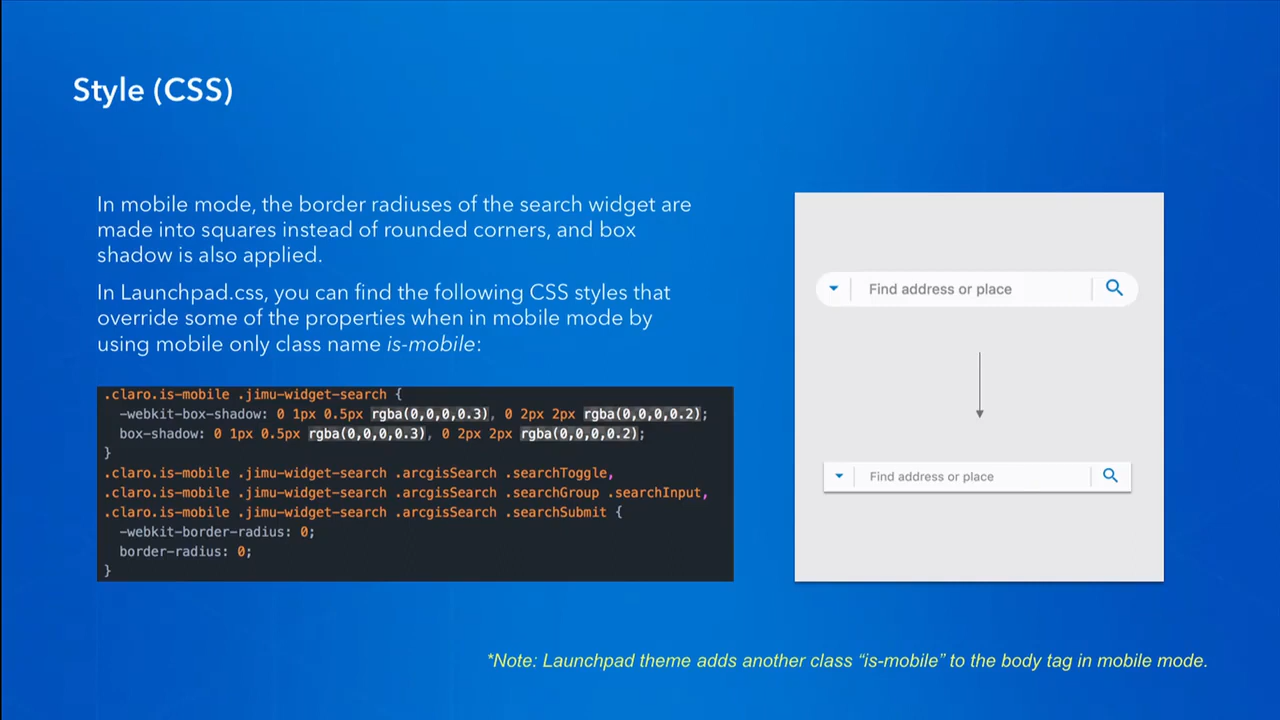 Style (CSS)
In mobile mode, the border radiuses of the search widget are
made into squares instead of rounded corners, and box
shadow is also applied.
In Launchpad.css, you can find the following CSS styles that
override some of the properties when in mobile mode by
using mobile only class name is-mobile:
.claro.is-mobile .jimu-widget-search {
-webkit-box-shadow: 0 1px 0.5px rgba(0,0,0,0.3), 0 2px 2px rgba(0,0,0,0.2);
box-shadow: 0 1px 0.5px rgba(0,0,0,0.3), 0 2px 2px rgba(0,0,0,0.2);
}
.claro.is-mobile .jimu-widget-search .arcgisSearch .searchToggle,
.claro.is-mobile .jimu-widget-search .arcgisSearch .searchGroup .searchInput,
.claro.is-mobile .jimu-widget-search .arcgisSearch .searchSubmit {
-webkit-border-radius: 0;
border-radius: 0;
}
Find address or place
Find address or place
*Note: Launchpad theme adds another class “is-mobile” to the body tag in mobile mode.